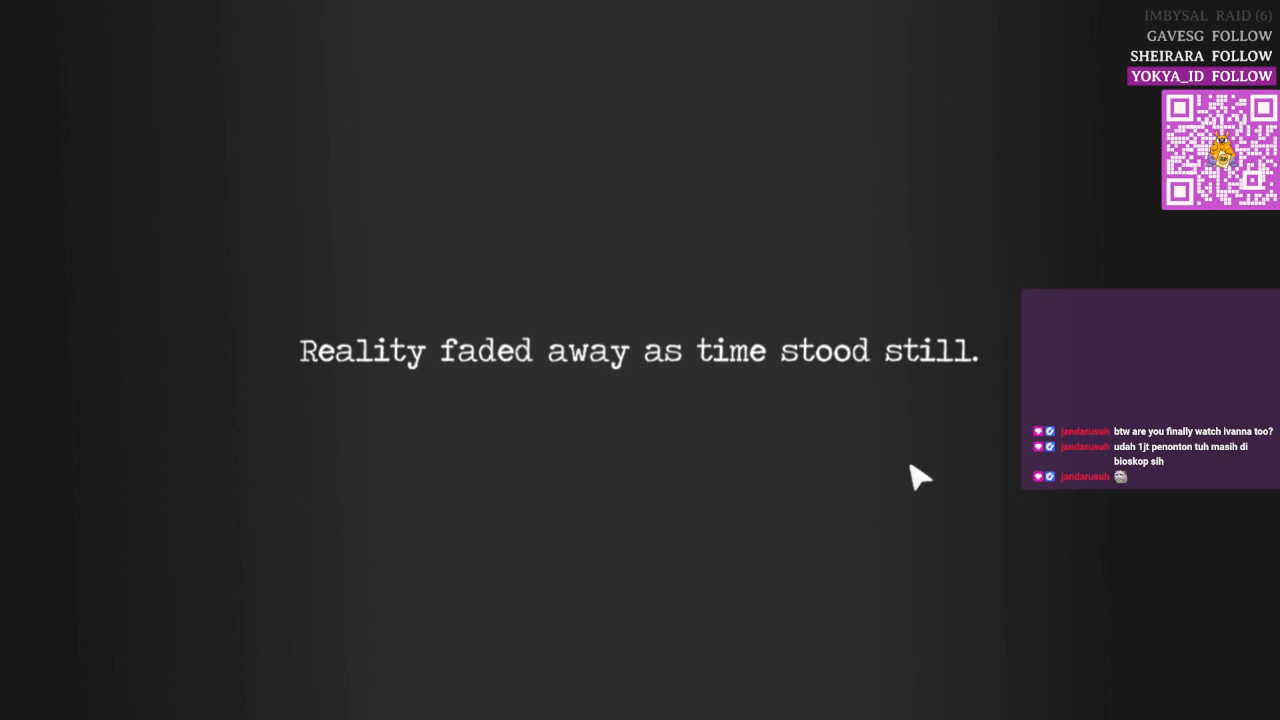 IMBYSAL RAID (6)
GAVESG FOLLOW
SHEIRARA FOLLOW
YOKYA_ID FOLLOW
Reality faded away as time stood still.
jandarusuh btw are you finally watch ivanna too?
jandarusuh udah 1jt penonton tuh masih di
bioskop sih
jandarusuh